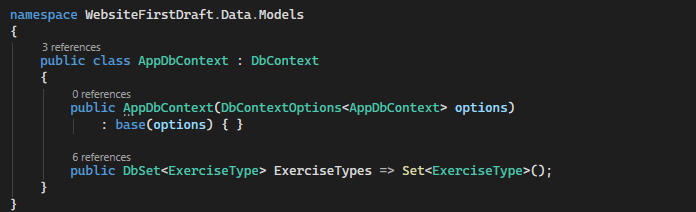 namespace WebsiteFirstDraft.Data.Models
{
3 references
public class AppDbContext : DbContext
{
0 references
public AppDbContext(DbContextOptions<AppDbContext> options)
: base(options) { }
6 references
public DbSet<ExerciseType> ExerciseTypes => Set<ExerciseType>();
}
}